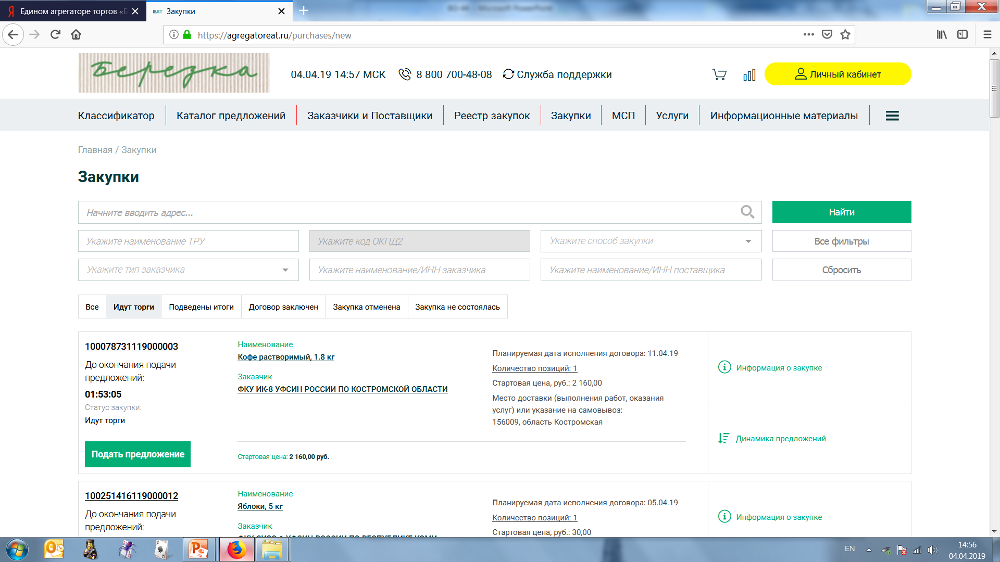 Едином агрегаторе торгов «Б
EAT Закупки
https://agregatoreat.ru/purchases/new
Березка
04.04.19 14:57 МСК
8 800 700-48-08
Служба поддержки
Личный кабинет
Классификатор
Каталог предложений
Заказчики и Поставщики
Реестр закупок
Закупки
МСП
Услуги
Информационные материалы
Главная / Закупки
Закупки
Начните вводить адрес...
Найти
Укажите наименование ТРУ
Укажите код ОКПД2
Укажите способ закупки
Все фильтры
Укажите тип заказчика
Укажите наименование/ИНН заказчика
Укажите наименование/ИНН поставщика
Сбросить
Все
Идут торги
Подведены итоги
Договор заключен
Закупка отменена
Закупка не состоялась
100078731119000003
До окончания подачи
предложений:
01:53:05
Статус закупки:
Идут торги
Подать предложение
Наименование
Кофе растворимый, 1.8 кг
Заказчик
ФКУ ИК-8 УФСИН РОССИИ ПО КОСТРОМСКОЙ ОБЛАСТИ
Стартовая цена: 2 160,00 руб.
Планируемая дата исполнения договора: 11.04.19
Количество позиций: 1
Стартовая цена, руб.: 2 160,00
Место доставки (выполнения работ, оказания
услуг) или указание на самовывоз:
156009, область Костромская
Информация о закупке
Динамика предложений
100251416119000012
До окончания подачи
предложений:
Наименование
Яблоки, 5 кг
Заказчик
Планируемая дата исполнения договора: 05.04.19
Количество позиций: 1
Стартовая цена, руб.: 30,00
Информация о закупке
EN
14:56
04.04.2019